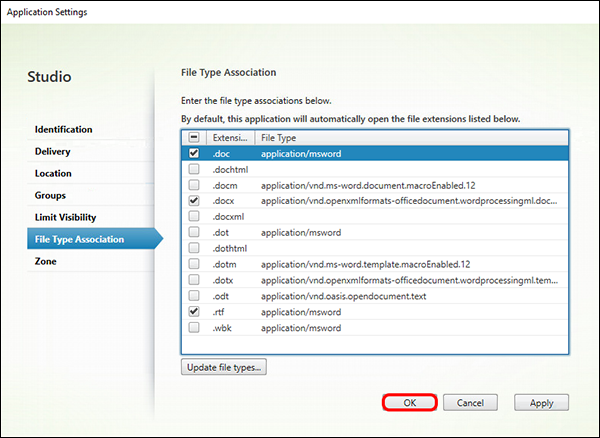 Application Settings
Studio
Identification
Delivery
Location
Groups
Limit Visibility
File Type Association
Zone
File Type Association
Enter the file type associations below.
By default, this application will automatically open the file extensions listed below.
Extensi... File Type
.doc application/msword
.dochtml
.docm application/vnd.ms-word.document.macroEnabled.12
.docx application/vnd.openxmlformats-officedocument.wordprocessingml.doc...
.docxml
.dot application/msword
.dothtml
.dotm application/vnd.ms-word.template.macroEnabled.12
.dotx application/vnd.openxmlformats-officedocument.wordprocessingml.tem...
.odt application/vnd.oasis.opendocument.text
.rtf application/msword
.wbk application/msword
Update file types...
OK Cancel Apply